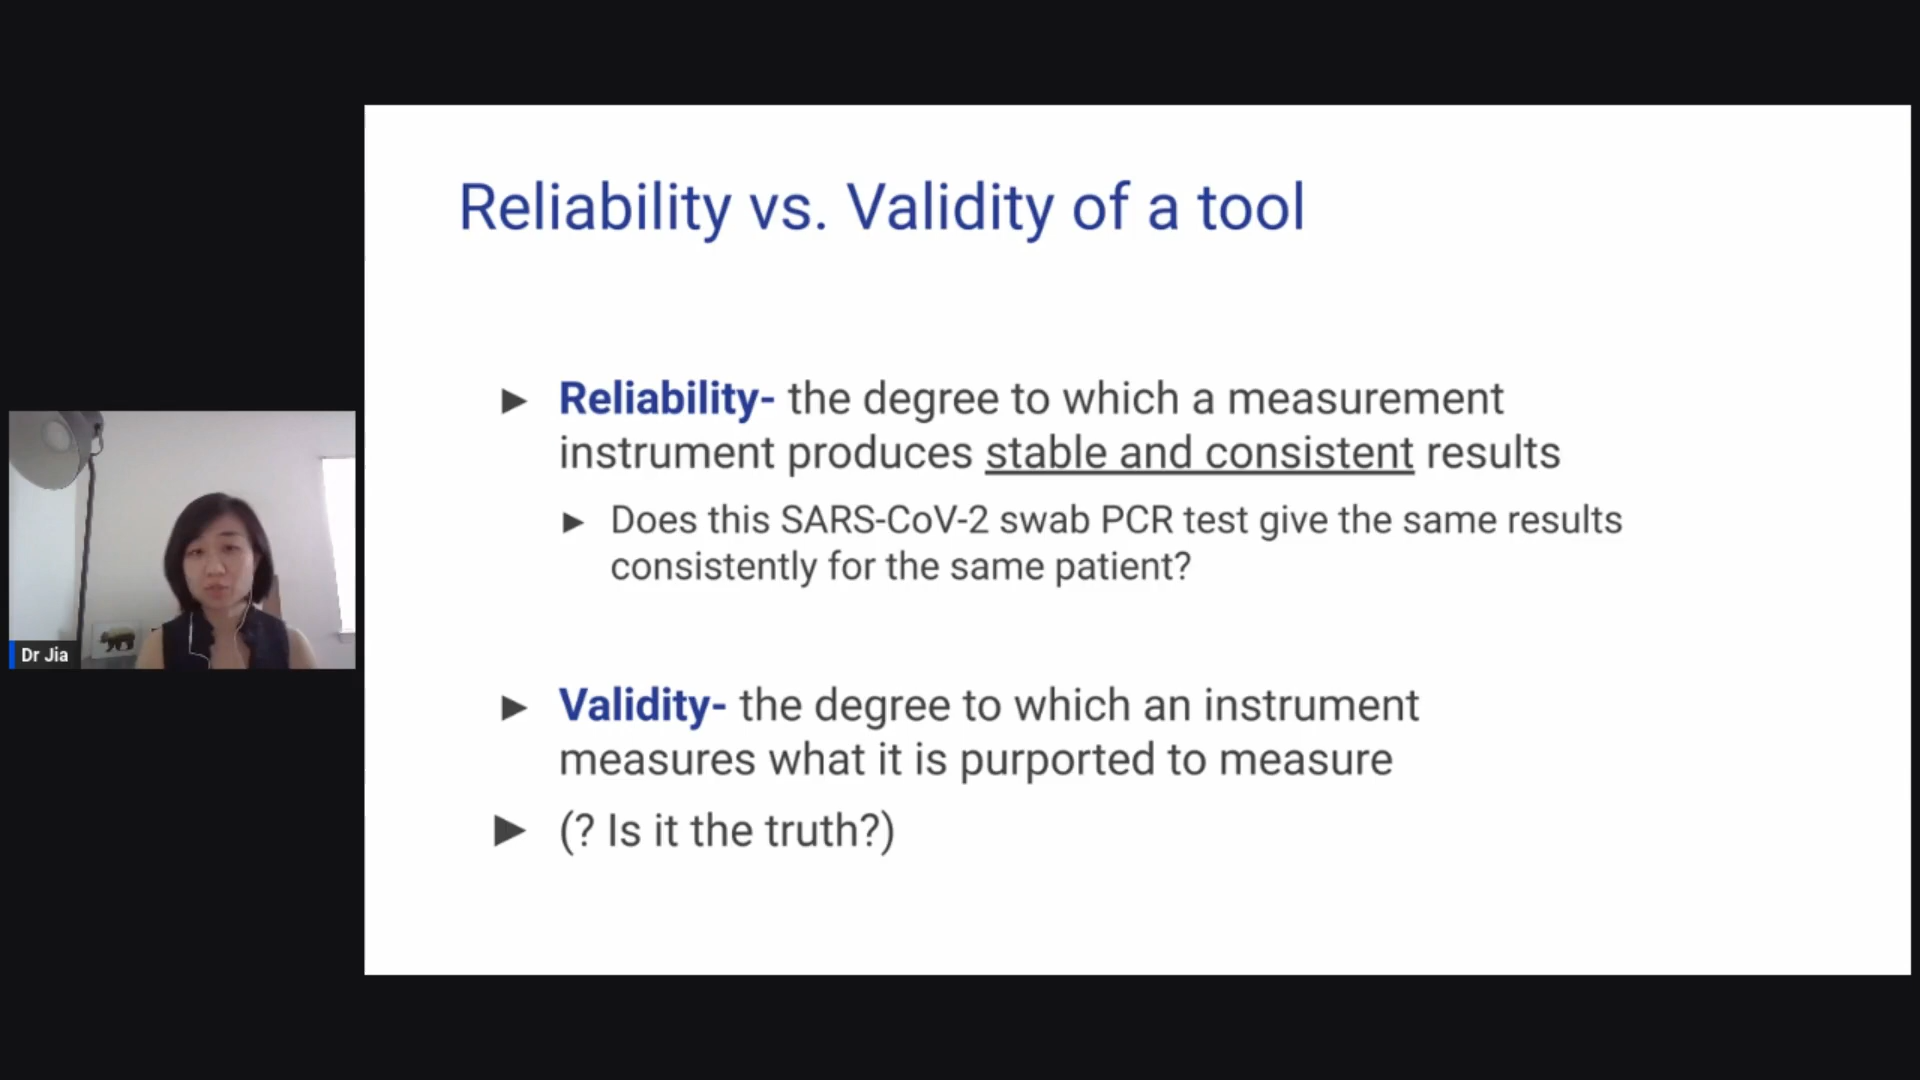 Reliability vs. Validity of a tool
► Reliability- the degree to which a measurement
instrument produces stable and consistent results
► Does this SARS-CoV-2 swab PCR test give the same results
consistently for the same patient?
► Validity- the degree to which an instrument
measures what it is purported to measure
► (? Is it the truth?)
Dr Jia